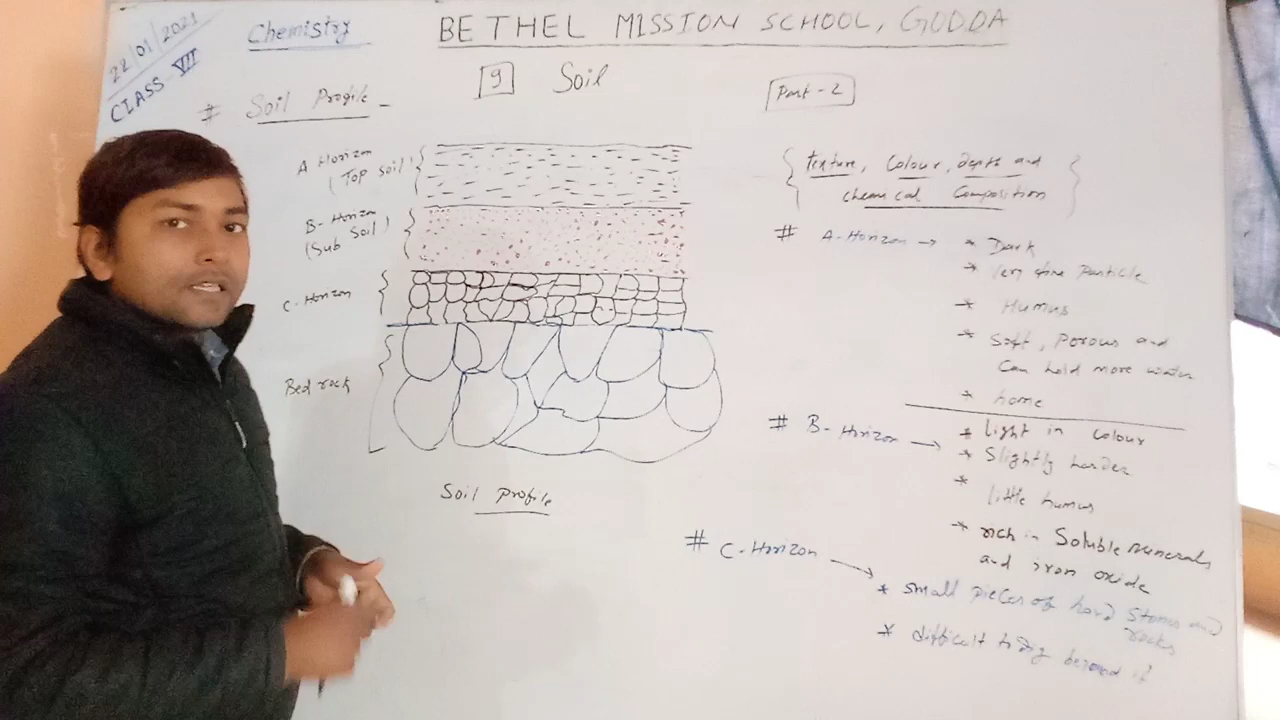 22/01/2021
CLASS VII
Chemistry
BETHEL MISSION SCHOOL, GODDA
9 Soil
Part-2
# Soil Profile -
A Horizon
(Top soil)
B-Horizon
(Sub Soil)
C-Horizon
Bed rock
Soil Profile
{ texture, Colour, depth and }
chemical Composition
# A-Horizon → * Dark
* Very fine Particle
* Humus
* Soft, Porous and
Can hold more water
* home
# B-Horizon → * light in colour
* Slightly harder
* little humus
* rich in Soluble minerals
and iron oxide
# C-Horizon →
* Small pieces of hard Stones and
rocks
* difficult to dig beyond it